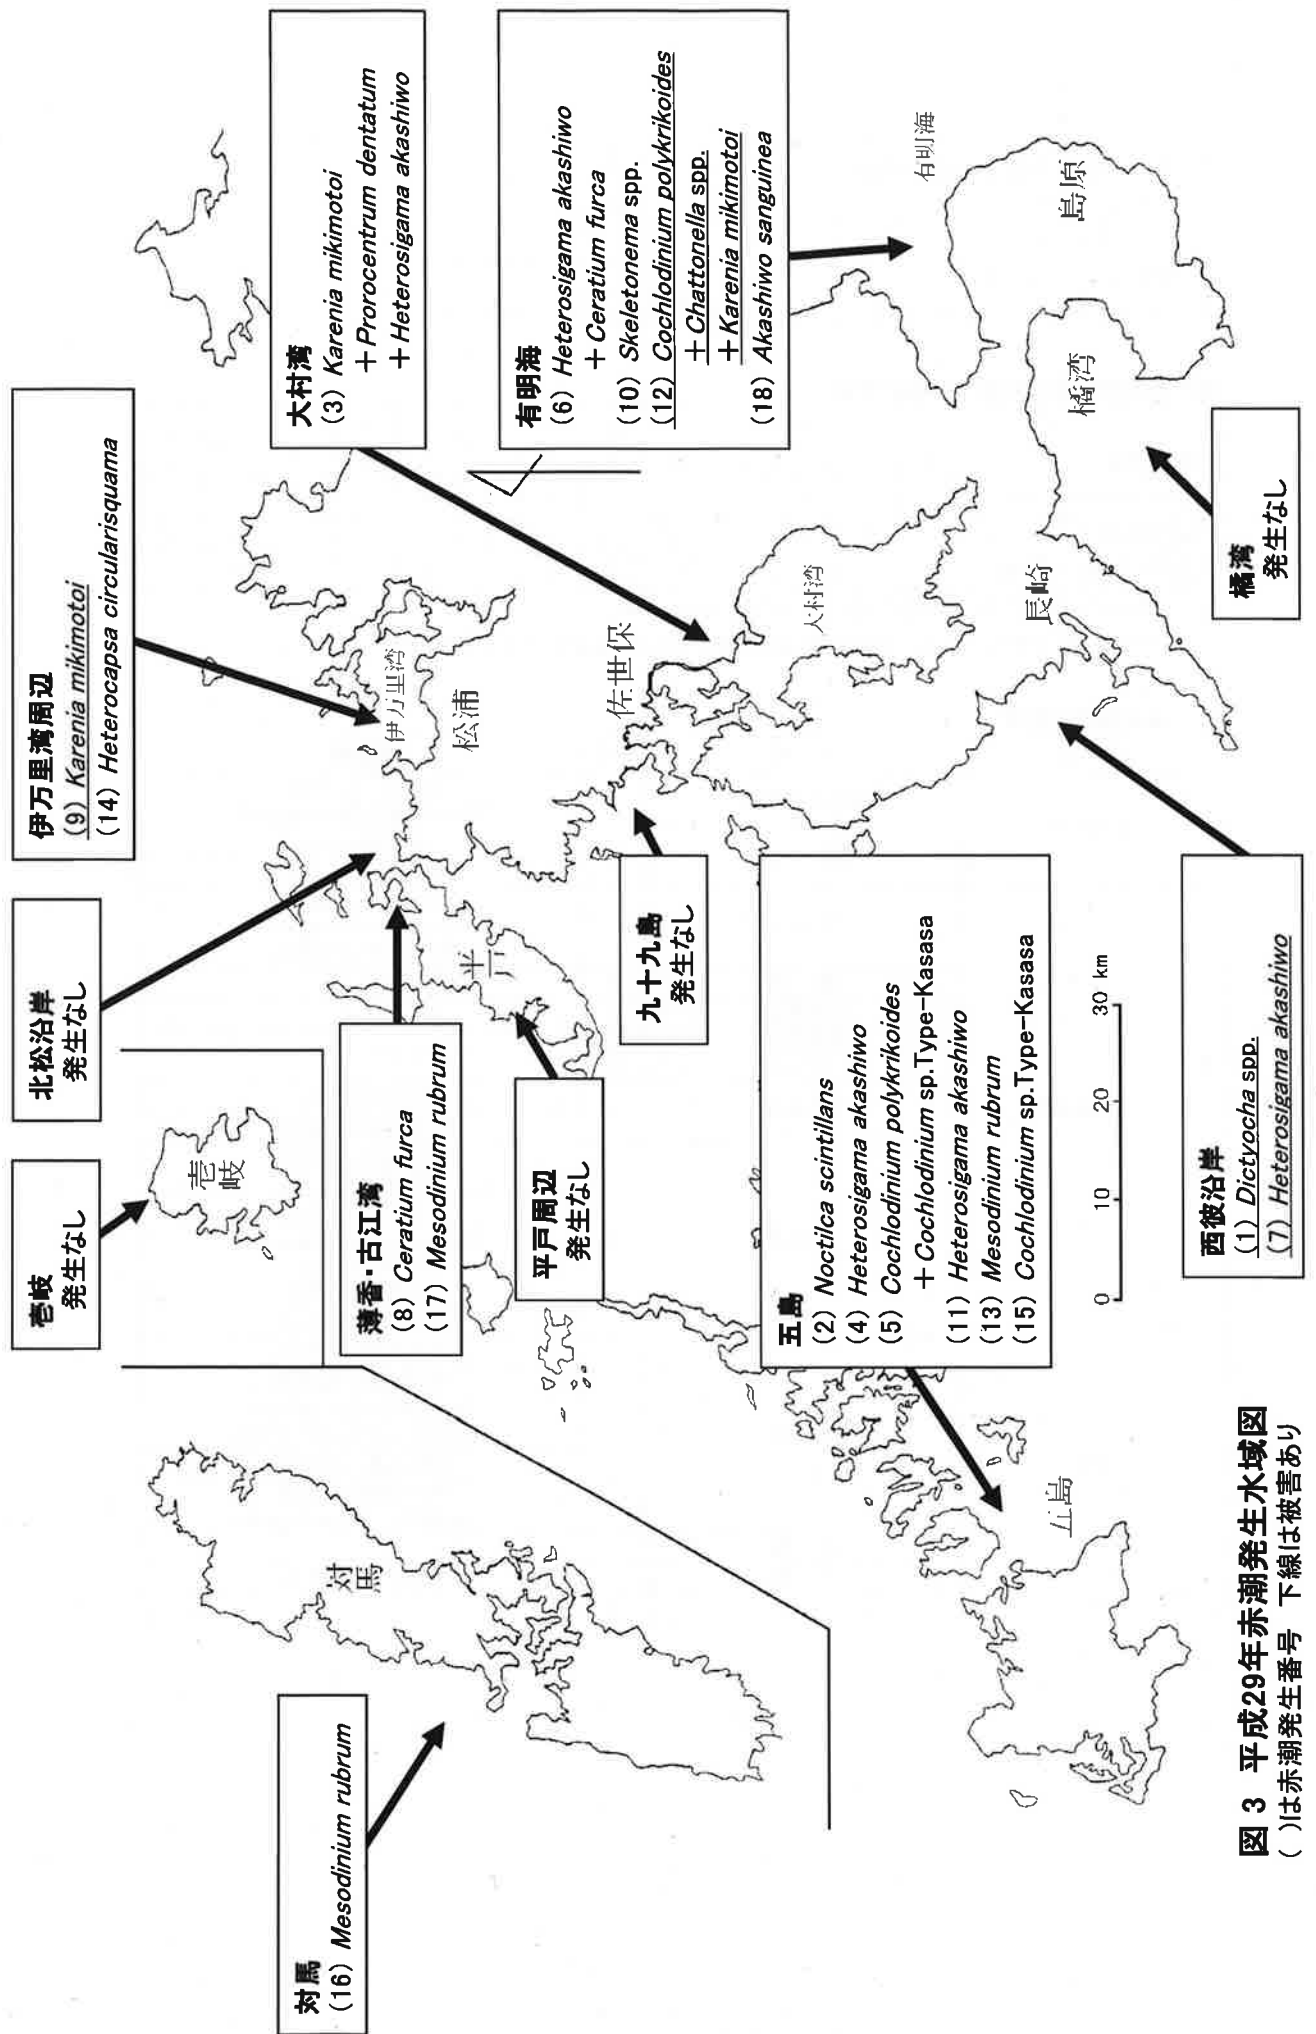 対馬
(16) Mesodinium rubrum
壱岐
発生なし
北松沿岸
発生なし
伊万里湾周辺
(9) Karenia mikimotoi
(14) Heterocapsa circularisquama
大村湾
(3) Karenia mikimotoi
+ Prorocentrum dentatum
+ Heterosigama akashiwo
薄香・古江湾
(8) Ceratium furca
(17) Mesodinium rubrum
平戸周辺
発生なし
九十九島
発生なし
有明海
(6) Heterosigama akashiwo
+ Ceratium furca
(10) Skeletonema spp.
(12) Cochlodinium polykrikoides
+ Chattonella spp.
+ Karenia mikimotoi
(18) Akashiwo sanguinea
五島
(2) Noctilca scintillans
(4) Heterosigama akashiwo
(5) Cochlodinium polykrikoides
+ Cochlodinium sp.Type-Kasasa
(11) Heterosigama akashiwo
(13) Mesodinium rubrum
(15) Cochlodinium sp.Type-Kasasa
西彼沿岸
(1) Dictyocha spp.
(7) Heterosigama akashiwo
橘湾
発生なし
対馬
壱岐
平戸
伊万里湾
松浦
佐世保
大村湾
長崎
橘湾
島原
有明海
五島
0 10 20 30 km
図 3 平成29年赤潮発生水域図
( )は赤潮発生番号 下線は被害あり